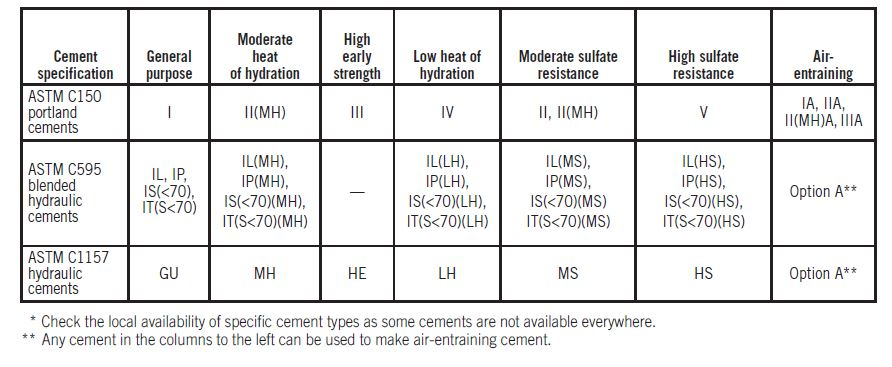 Cement
specification
General
purpose
Moderate
heat
of hydration
High
early
strength
Low heat of
hydration
Moderate sulfate
resistance
High sulfate
resistance
Air-
entraining
ASTM C150
portland
cements
I
II(MH)
III
IV
II, II(MH)
V
IA, IIA,
II(MH)A, IIIA
ASTM C595
blended
hydraulic
cements
IL, IP,
IS(<70),
IT(S<70)
IL(MH),
IP(MH),
IS(<70)(MH),
IT(S<70)(MH)
—
IL(LH),
IP(LH),
IS(<70)(LH),
IT(S<70)(LH)
IL(MS),
IP(MS),
IS(<70)(MS)
IT(S<70)(MS)
IL(HS),
IP(HS),
IS(<70)(HS),
IT(S<70)(HS)
Option A**
ASTM C1157
hydraulic
cements
GU
MH
HE
LH
MS
HS
Option A**
* Check the local availability of specific cement types as some cements are not available everywhere.
** Any cement in the columns to the left can be used to make air-entraining cement.